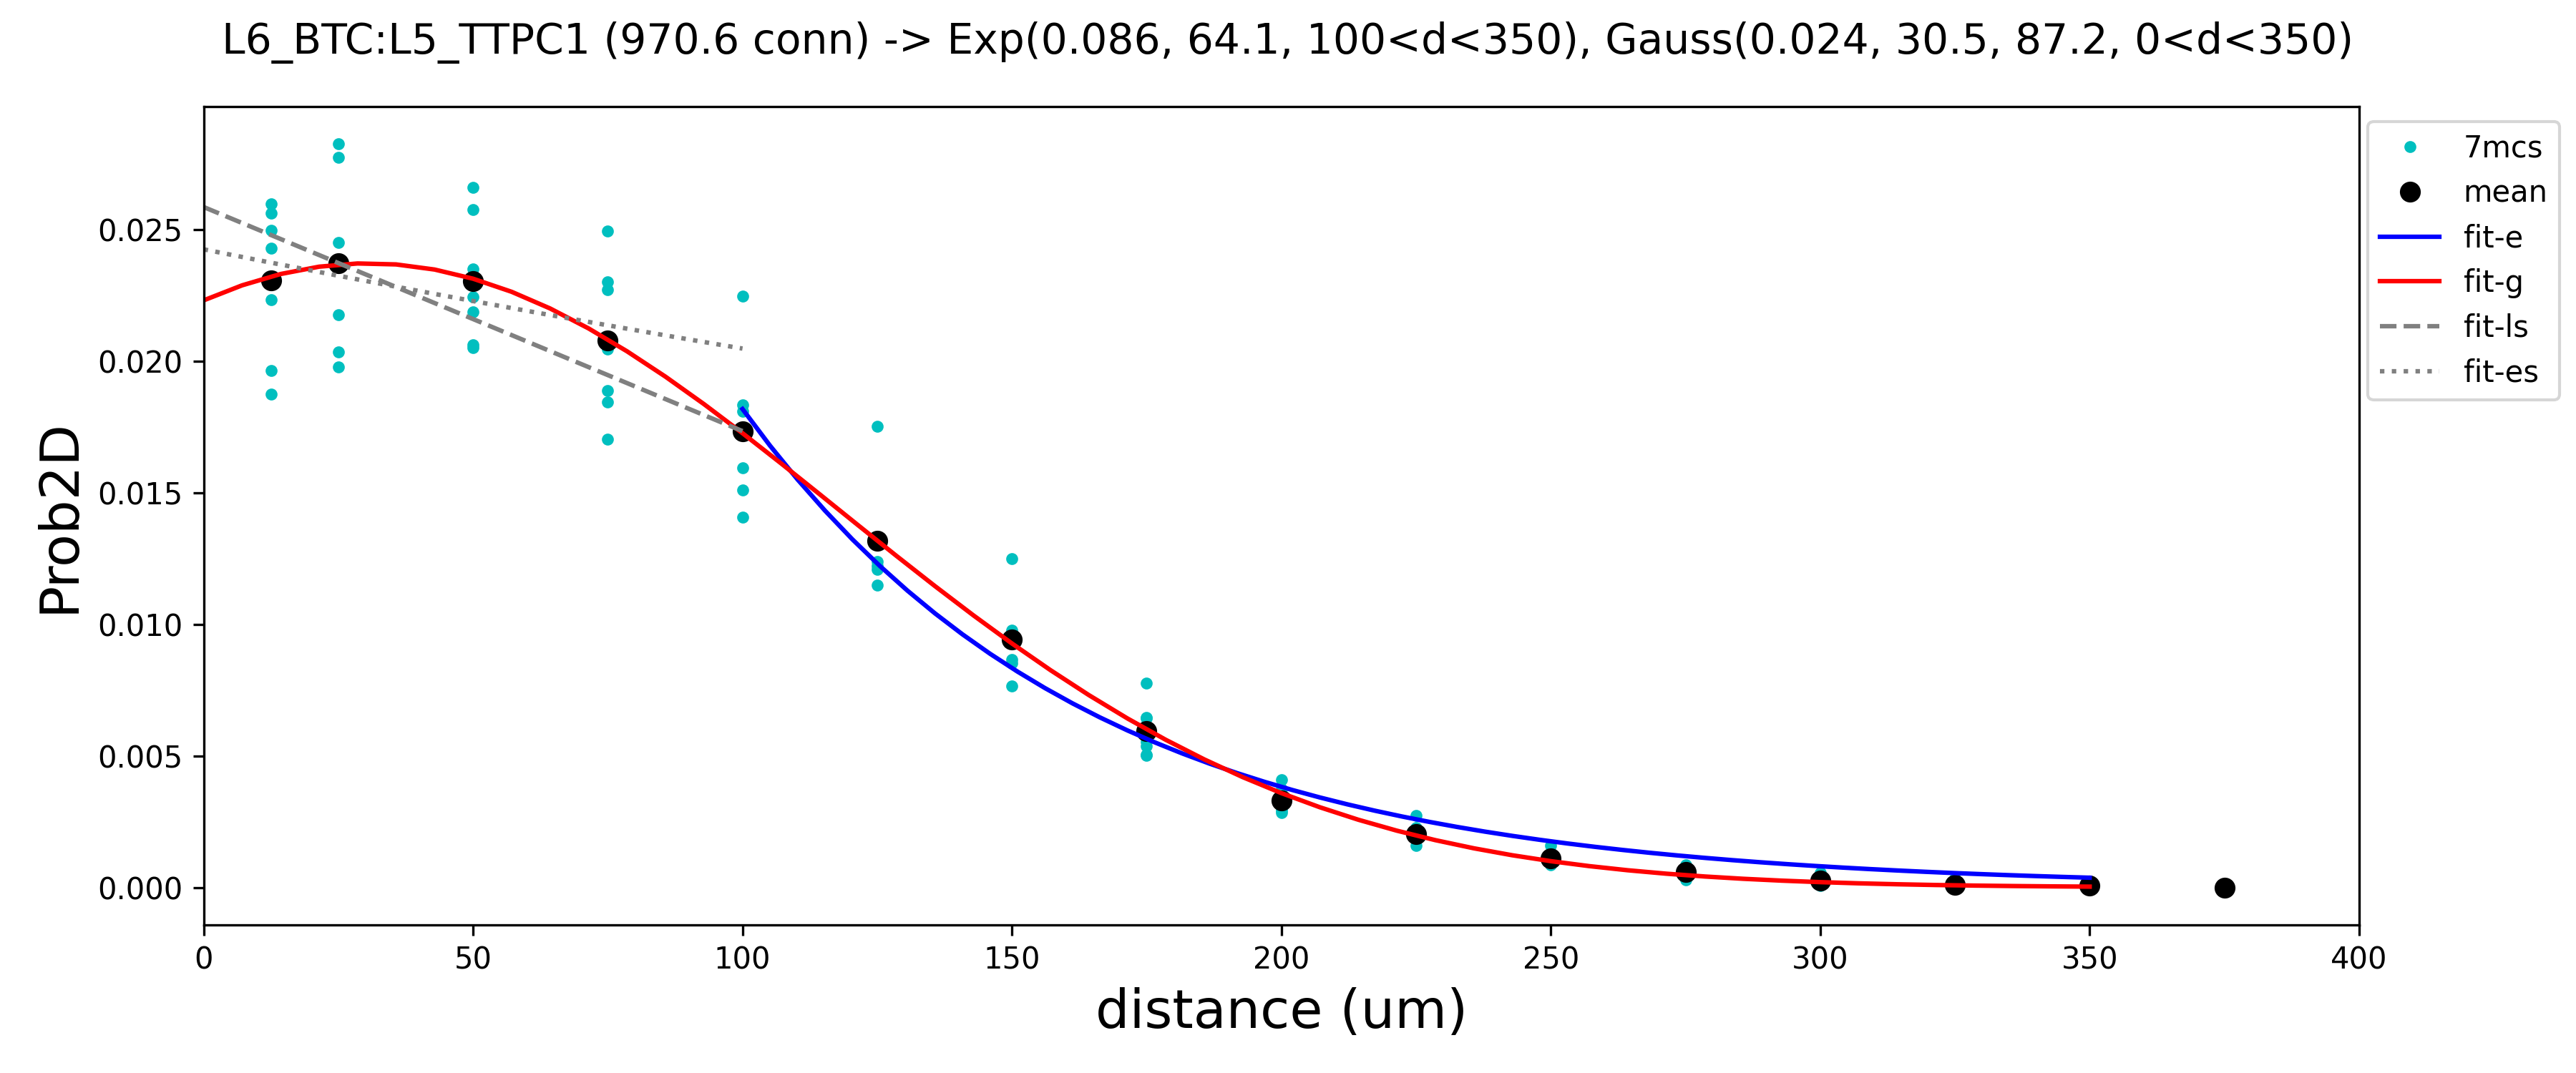 L6_BTC:L5_TTPC1 (970.6 conn) -> Exp(0.086, 64.1, 100<d<350), Gauss(0.024, 30.5, 87.2, 0<d<350)
7mcs
mean
fit-e
fit-g
fit-ls
fit-es
Prob2D
0.025
0.020
0.015
0.010
0.005
0.000
0 50 100 150 200 250 300 350 400
distance (um)